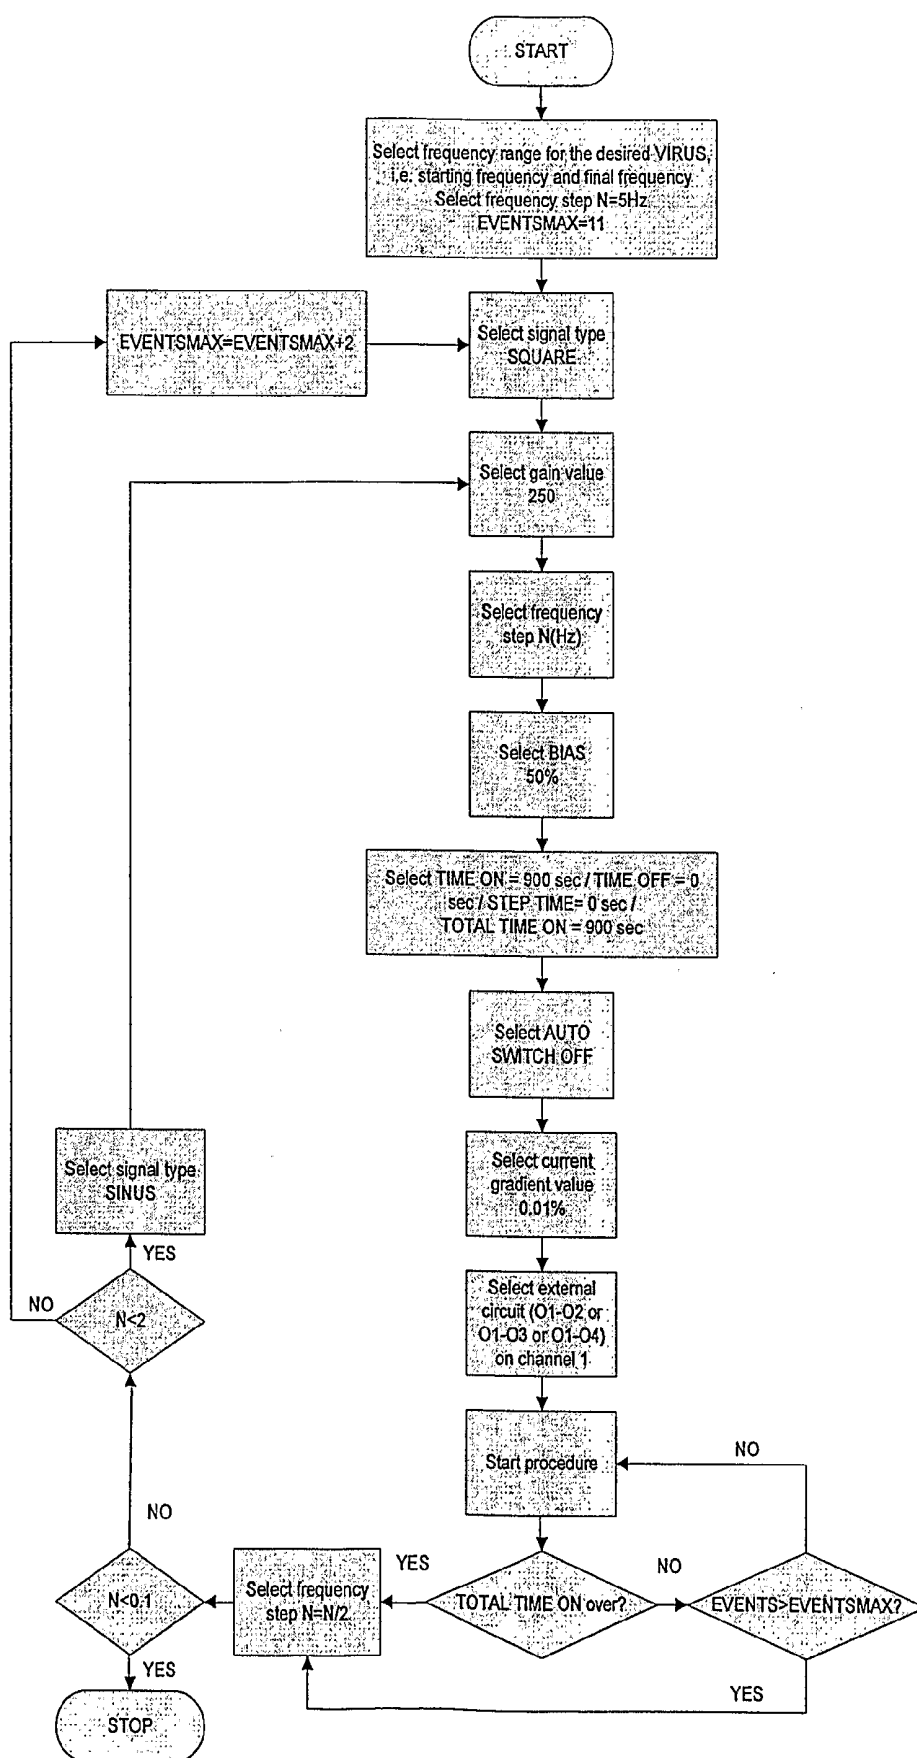 START
Select frequency range for the desired VIRUS,
i.e. starting frequency and final frequency
Select frequency step N=5Hz
EVENTSMAX=11
EVENTSMAX=EVENTSMAX+2
Select signal type
SQUARE
Select gain value
250
Select frequency
step N(Hz)
Select BIAS
50%
Select TIME ON = 900 sec / TIME OFF = 0
sec / STEP TIME= 0 sec /
TOTAL TIME ON = 900 sec
Select AUTO
SWITCH OFF
Select current
gradient value
0.01%
Select signal type
SINUS
YES
NO
N<2
Select external
circuit (O1-O2 or
O1-O3 or O1-O4)
on channel 1
Start procedure
NO
NO
YES
NO
N<0.1
Select frequency
step N=N/2
TOTAL TIME ON over?
EVENTS>EVENTSMAX?
YES
YES
STOP